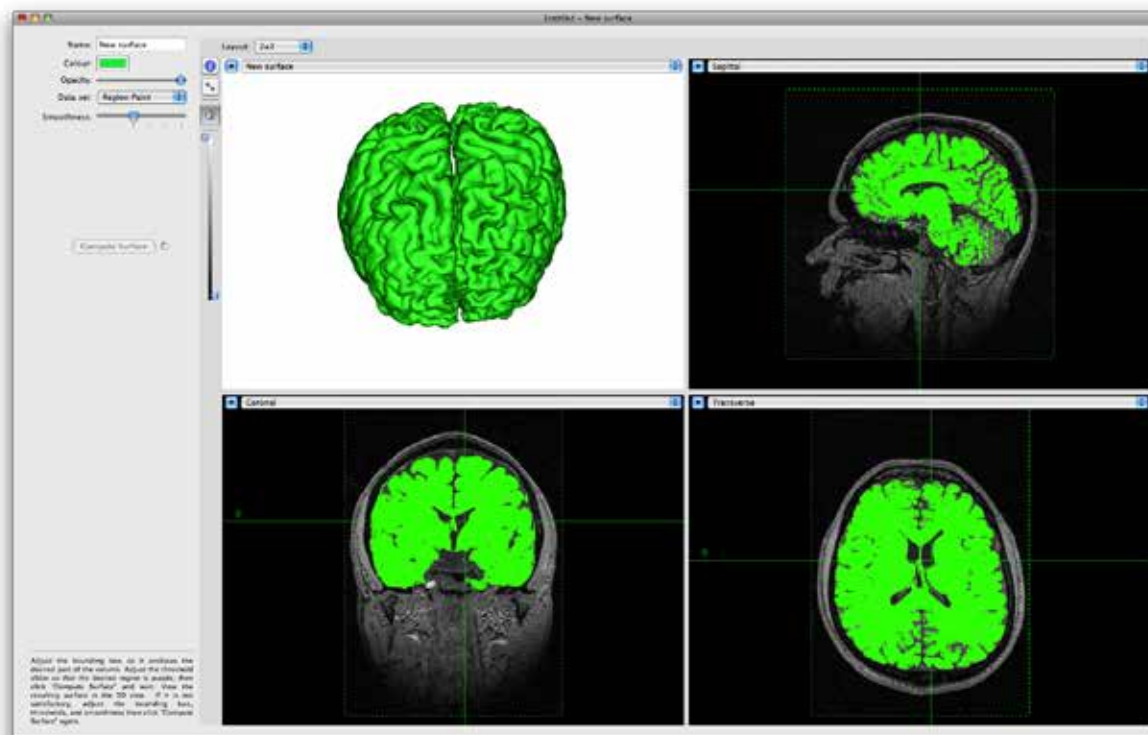 Untitled – New surface
Name: New surface
Layout: 2x2
Colour:
New surface
Sagittal
Opacity:
Data set: Region Paint
Smoothness:
Compute Surface
Coronal
Transverse
Adjust the bounding box so it encloses the
desired part of the volume. Adjust the threshold
slider so that the desired region is purple, then
click "Compute Surface" and wait. View the
resulting surface in the 3D view. If it is not
satisfactory, adjust the bounding box,
thresholds, and smoothness then click "Compute
Surface" again.